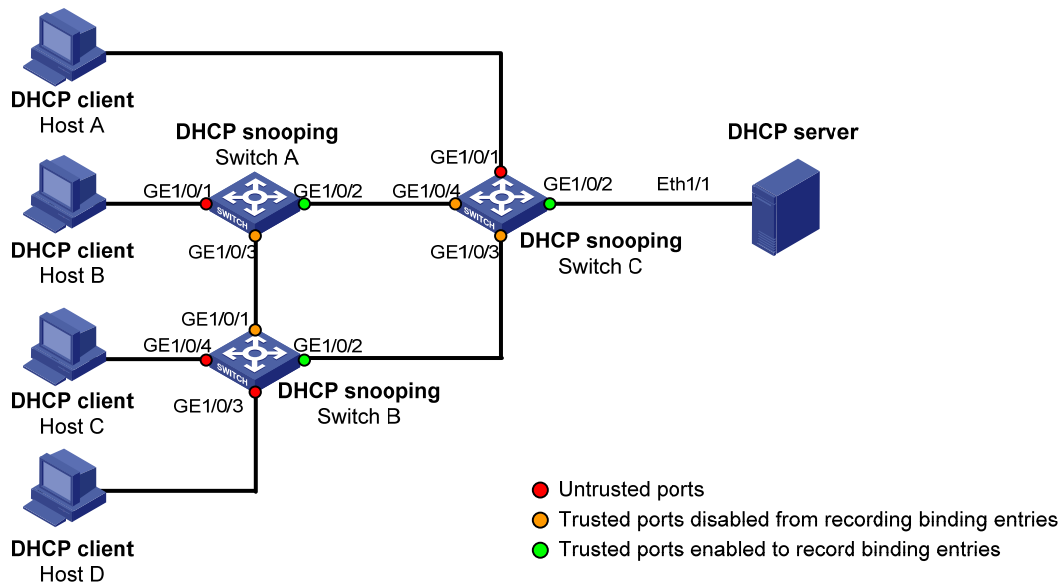 DHCP client
Host A
DHCP snooping
Switch A
DHCP server
GE1/0/1
GE1/0/1
GE1/0/2
GE1/0/4
GE1/0/2
Eth1/1
SWITCH
SWITCH
DHCP client
Host B
GE1/0/3
GE1/0/3
DHCP snooping
Switch C
GE1/0/1
GE1/0/4
GE1/0/2
SWITCH
DHCP client
Host C
GE1/0/3
DHCP snooping
Switch B
Untrusted ports
Trusted ports disabled from recording binding entries
Trusted ports enabled to record binding entries
DHCP client
Host D